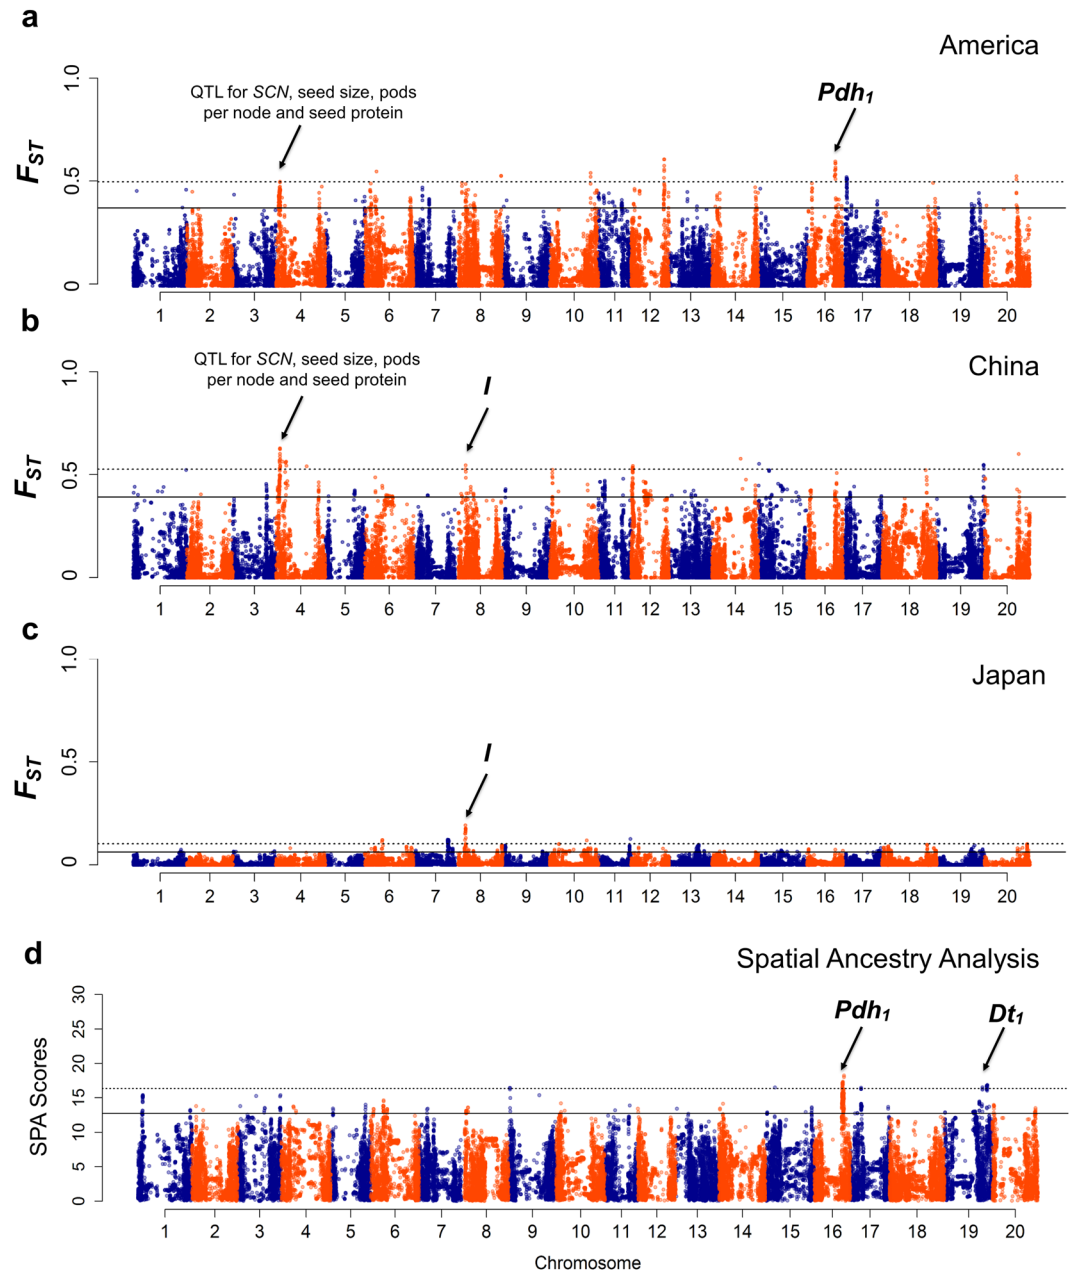 a
America
1.0
0.5
0
FST
QTL for SCN, seed size, pods
per node and seed protein
Pdh1
1 2 3 4 5 6 7 8 9 10 11 12 13 14 15 16 17 18 19 20
b
China
1.0
0.5
0
FST
QTL for SCN, seed size, pods
per node and seed protein
I
1 2 3 4 5 6 7 8 9 10 11 12 13 14 15 16 17 18 19 20
c
Japan
1.0
0.5
0
FST
I
1 2 3 4 5 6 7 8 9 10 11 12 13 14 15 16 17 18 19 20
d
Spatial Ancestry Analysis
30
25
20
15
10
5
0
SPA Scores
Pdh1
Dt1
1 2 3 4 5 6 7 8 9 10 11 12 13 14 15 16 17 18 19 20
Chromosome